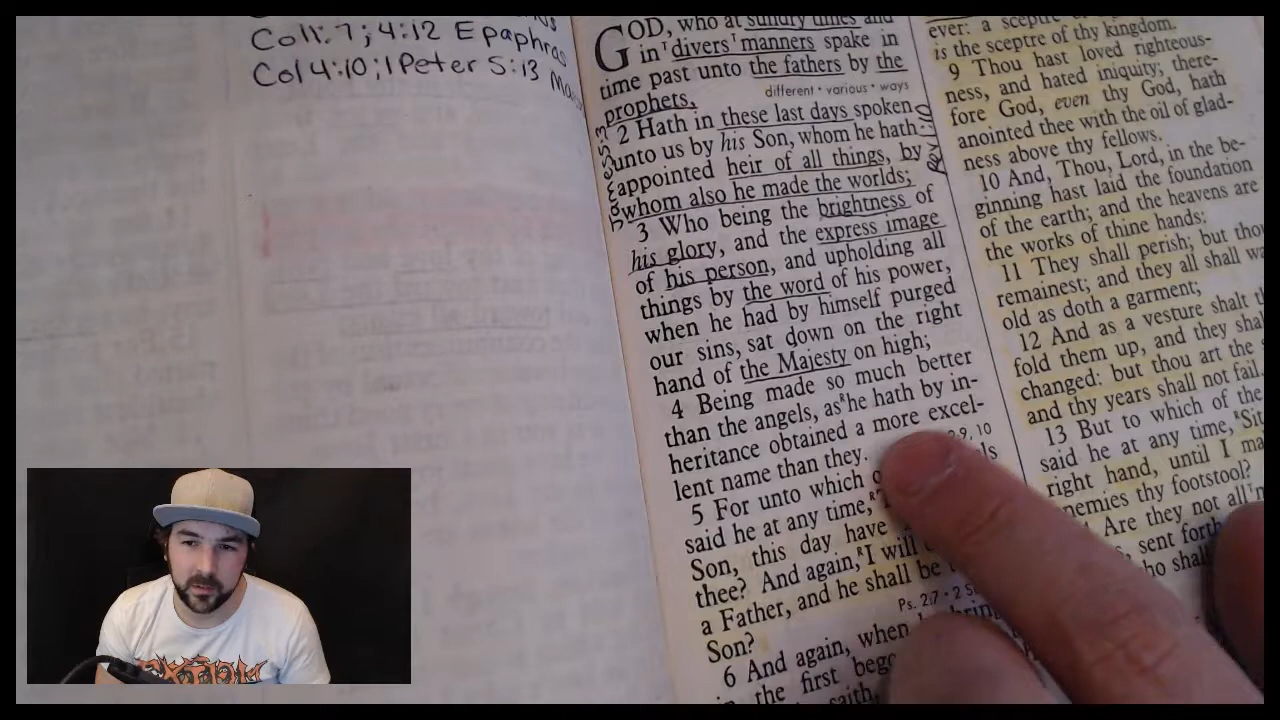 Col1:7; 4:12 Epaphras
Col 4:10; 1 Peter 5:13
GOD, who at sundry times and
in divers manners spake in
time past unto the fathers by the
prophets,
different • various • ways
2 Hath in these last days spoken
unto us by his Son, whom he hath
appointed heir of all things, by
whom also he made the worlds;
3 Who being the brightness of
his glory, and the express image
of his person, and upholding all
things by the word of his power,
when he had by himself purged
our sins, sat down on the right
hand of the Majesty on high;
4 Being made so much better
than the angels, as he hath by in-
heritance obtained a more excel-
lent name than they.
2:9, 10
5 For unto which
said he at any time,
Son, this day have
thee? And again, I will
a Father, and he shall be
Son?
Ps. 2:7 • 2
6 And again, when
in the first
saith,
ever: a sceptre
is the sceptre of thy kingdom.
9 Thou hast loved righteous-
ness, and hated iniquity; there-
fore God, even thy God, hath
anointed thee with the oil of glad-
ness above thy fellows.
10 And, Thou, Lord, in the be-
ginning hast laid the foundation
of the earth; and the heavens are
the works of thine hands:
11 They shall perish; but thou
remainest; and they all shall
old as doth a garment;
12 And as a vesture shalt
fold them up, and they
changed: but thou art the
and thy years shall not fail.
13 But to which of the
said he at any time,
right hand, until I
enemies thy footstool?
Are they not all
sent forth
who